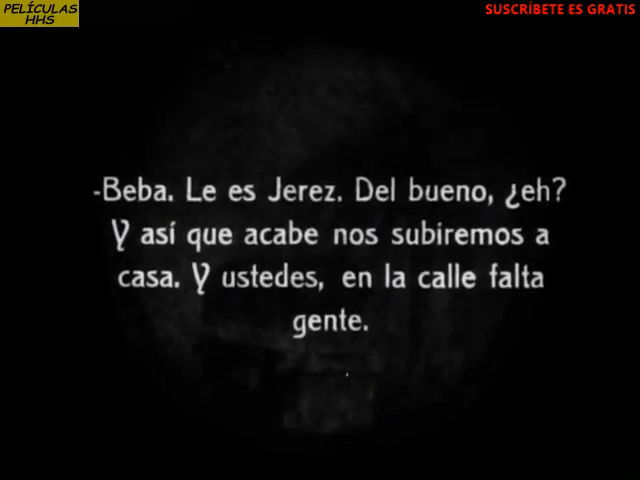 PELÍCULAS
HHS
SUSCRÍBETE ES GRATIS
-Beba. Le es Jerez. Del bueno, ¿eh?
Y así que acabe nos subiremos a
casa. Y ustedes, en la calle falta
gente.